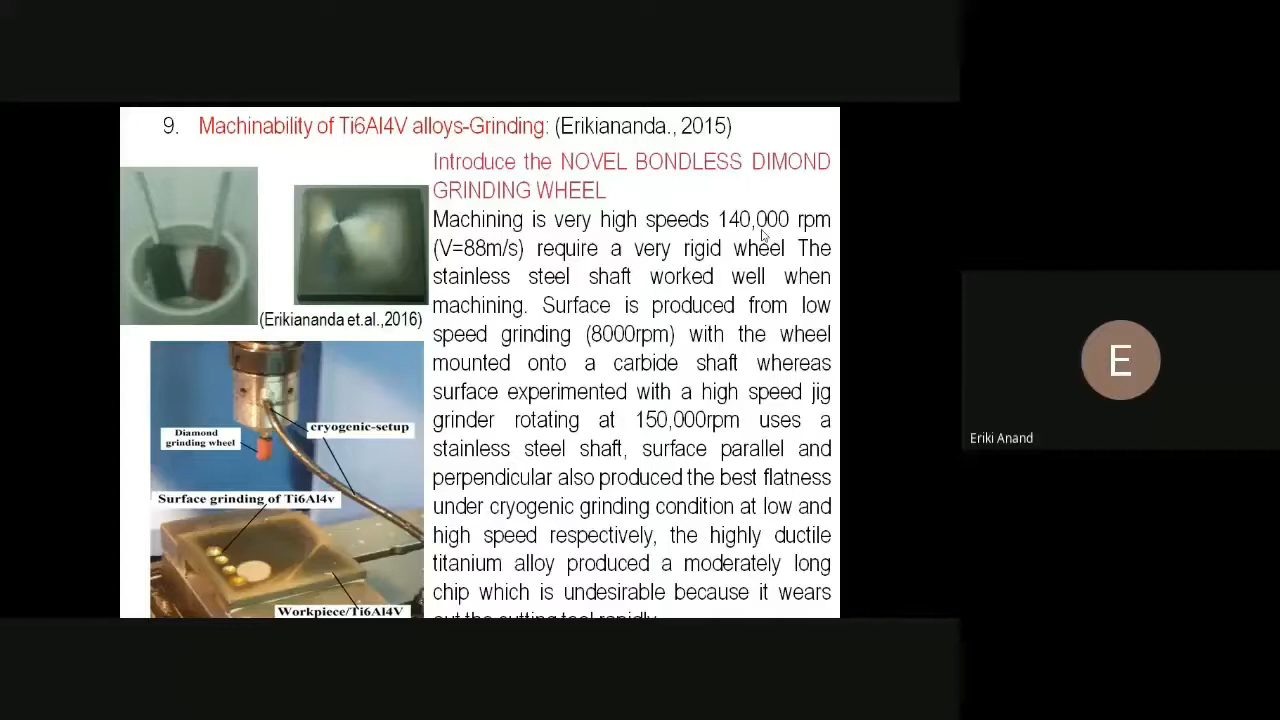 9. Machinability of Ti6Al4V alloys-Grinding: (Erikiananda., 2015)
Introduce the NOVEL BONDLESS DIMOND
GRINDING WHEEL
Machining is very high speeds 140,000 rpm
(V=88m/s) require a very rigid wheel The
stainless steel shaft worked well when
machining. Surface is produced from low
speed grinding (8000rpm) with the wheel
mounted onto a carbide shaft whereas
surface experimented with a high speed jig
grinder rotating at 150,000rpm uses a
stainless steel shaft, surface parallel and
perpendicular also produced the best flatness
under cryogenic grinding condition at low and
high speed respectively, the highly ductile
titanium alloy produced a moderately long
chip which is undesirable because it wears
out the cutting tool rapidly
(Erikiananda et.al.,2016)
cryogenic-setup
Diamond
grinding wheel
Surface grinding of Ti6Al4v
Workpiece/Ti6Al4V
E
Eriki Anand